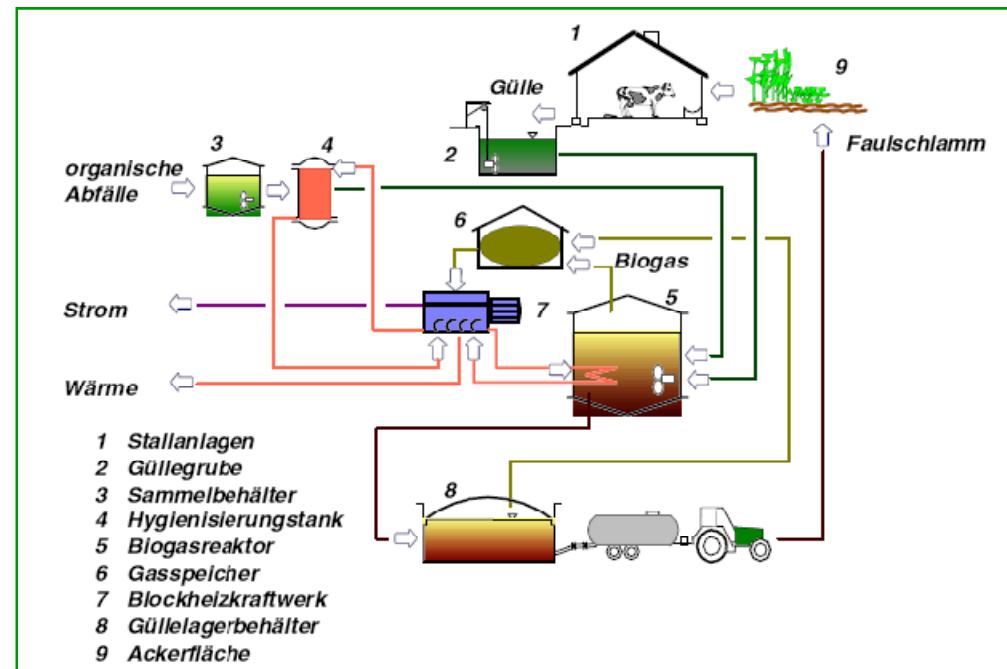 1
9
Gülle
2
Faulschlamm
3
4
organische
Abfälle
6
Biogas
5
Strom
7
Wärme
8
1 Stallanlagen
2 Güllegrube
3 Sammelbehälter
4 Hygienisierungstank
5 Biogasreaktor
6 Gasspeicher
7 Blockheizkraftwerk
8 Güllelagerbehälter
9 Ackerfläche